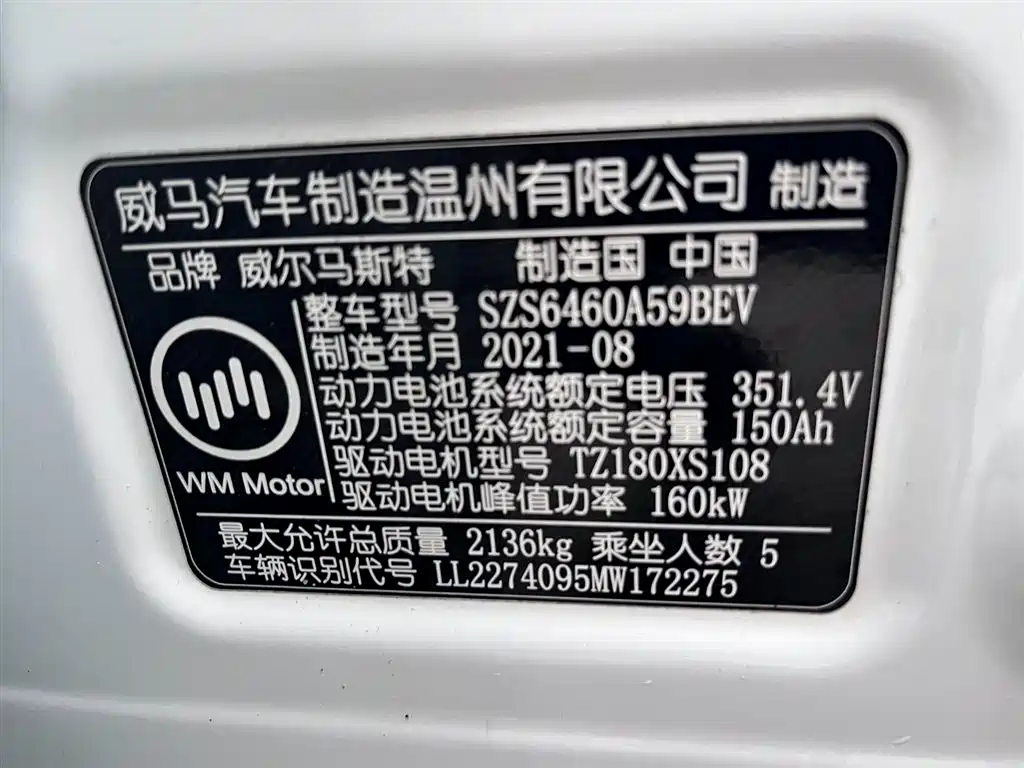 威马汽车制造温州有限公司 制造
品牌 威尔马斯特 制造国 中国
整车型号 SZS6460A59BEV
制造年月 2021-08
动力电池系统额定电压 351.4V
动力电池系统额定容量 150Ah
驱动电机型号 TZ180XS108
驱动电机峰值功率 160kW
WM Motor
最大允许总质量 2136kg 乘坐人数 5
车辆识别代号 LL2274095MW172275